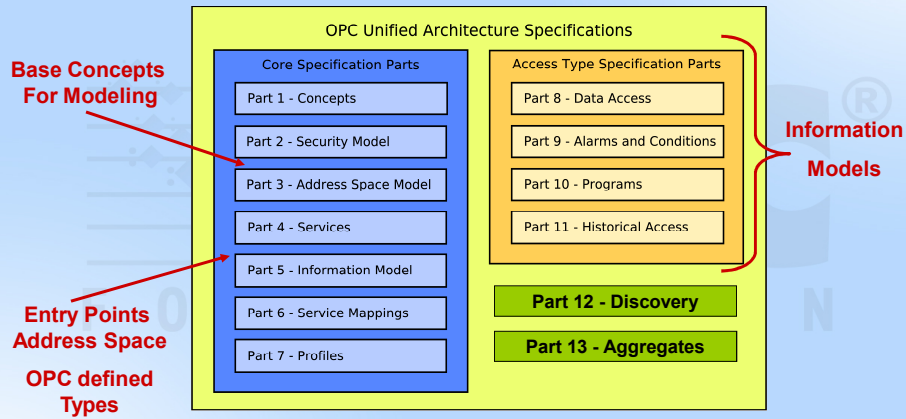 OPC Unified Architecture Specifications
Core Specification Parts
Part 1 - Concepts
Part 2 - Security Model
Part 3 - Address Space Model
Part 4 - Services
Part 5 - Information Model
Part 6 - Service Mappings
Part 7 - Profiles
Access Type Specification Parts
Part 8 - Data Access
Part 9 - Alarms and Conditions
Part 10 - Programs
Part 11 - Historical Access
Part 12 - Discovery
Part 13 - Aggregates
Base Concepts
For Modeling
Entry Points
Address Space
OPC defined
Types
Information
Models
®